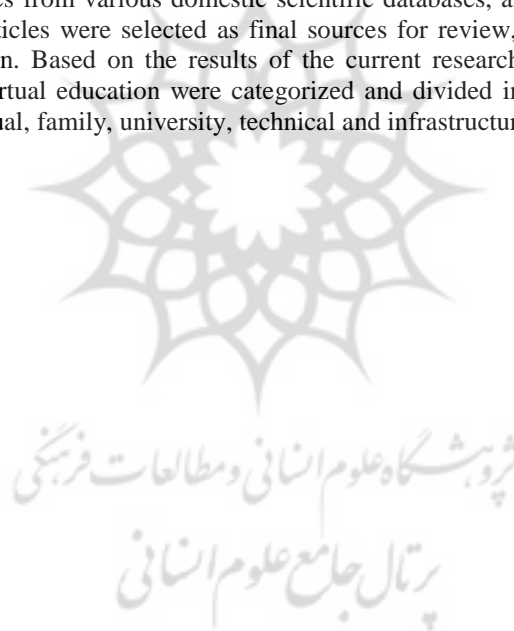 es from various domestic scientific databases, a
ticles were selected as final sources for review,
n. Based on the results of the current research
rtual education were categorized and divided in
ual, family, university, technical and infrastructur
پژوهشگاه علوم انسانی و مطالعات فرهنگی
پرتال جامع علوم انسانی